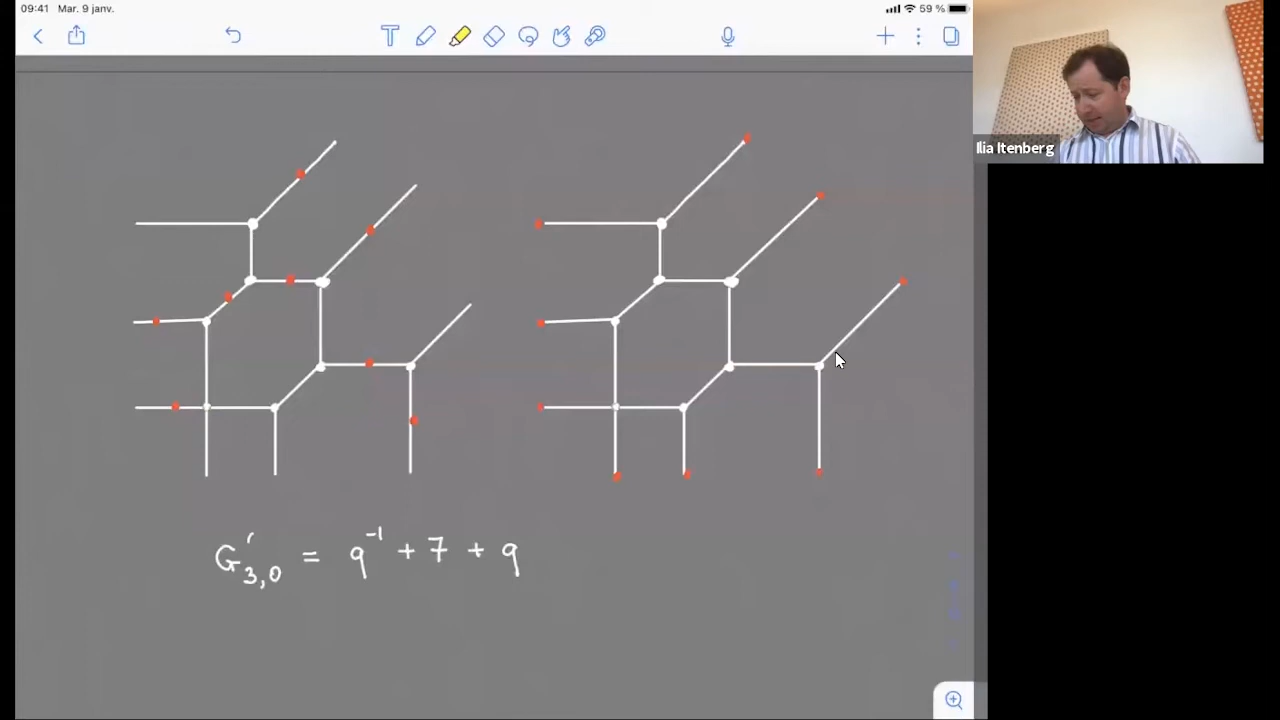 09:41 Mar. 9 janv. 59 %
Ilia Itenberg
G'_{3,0} = q^{-1} + 7 + q